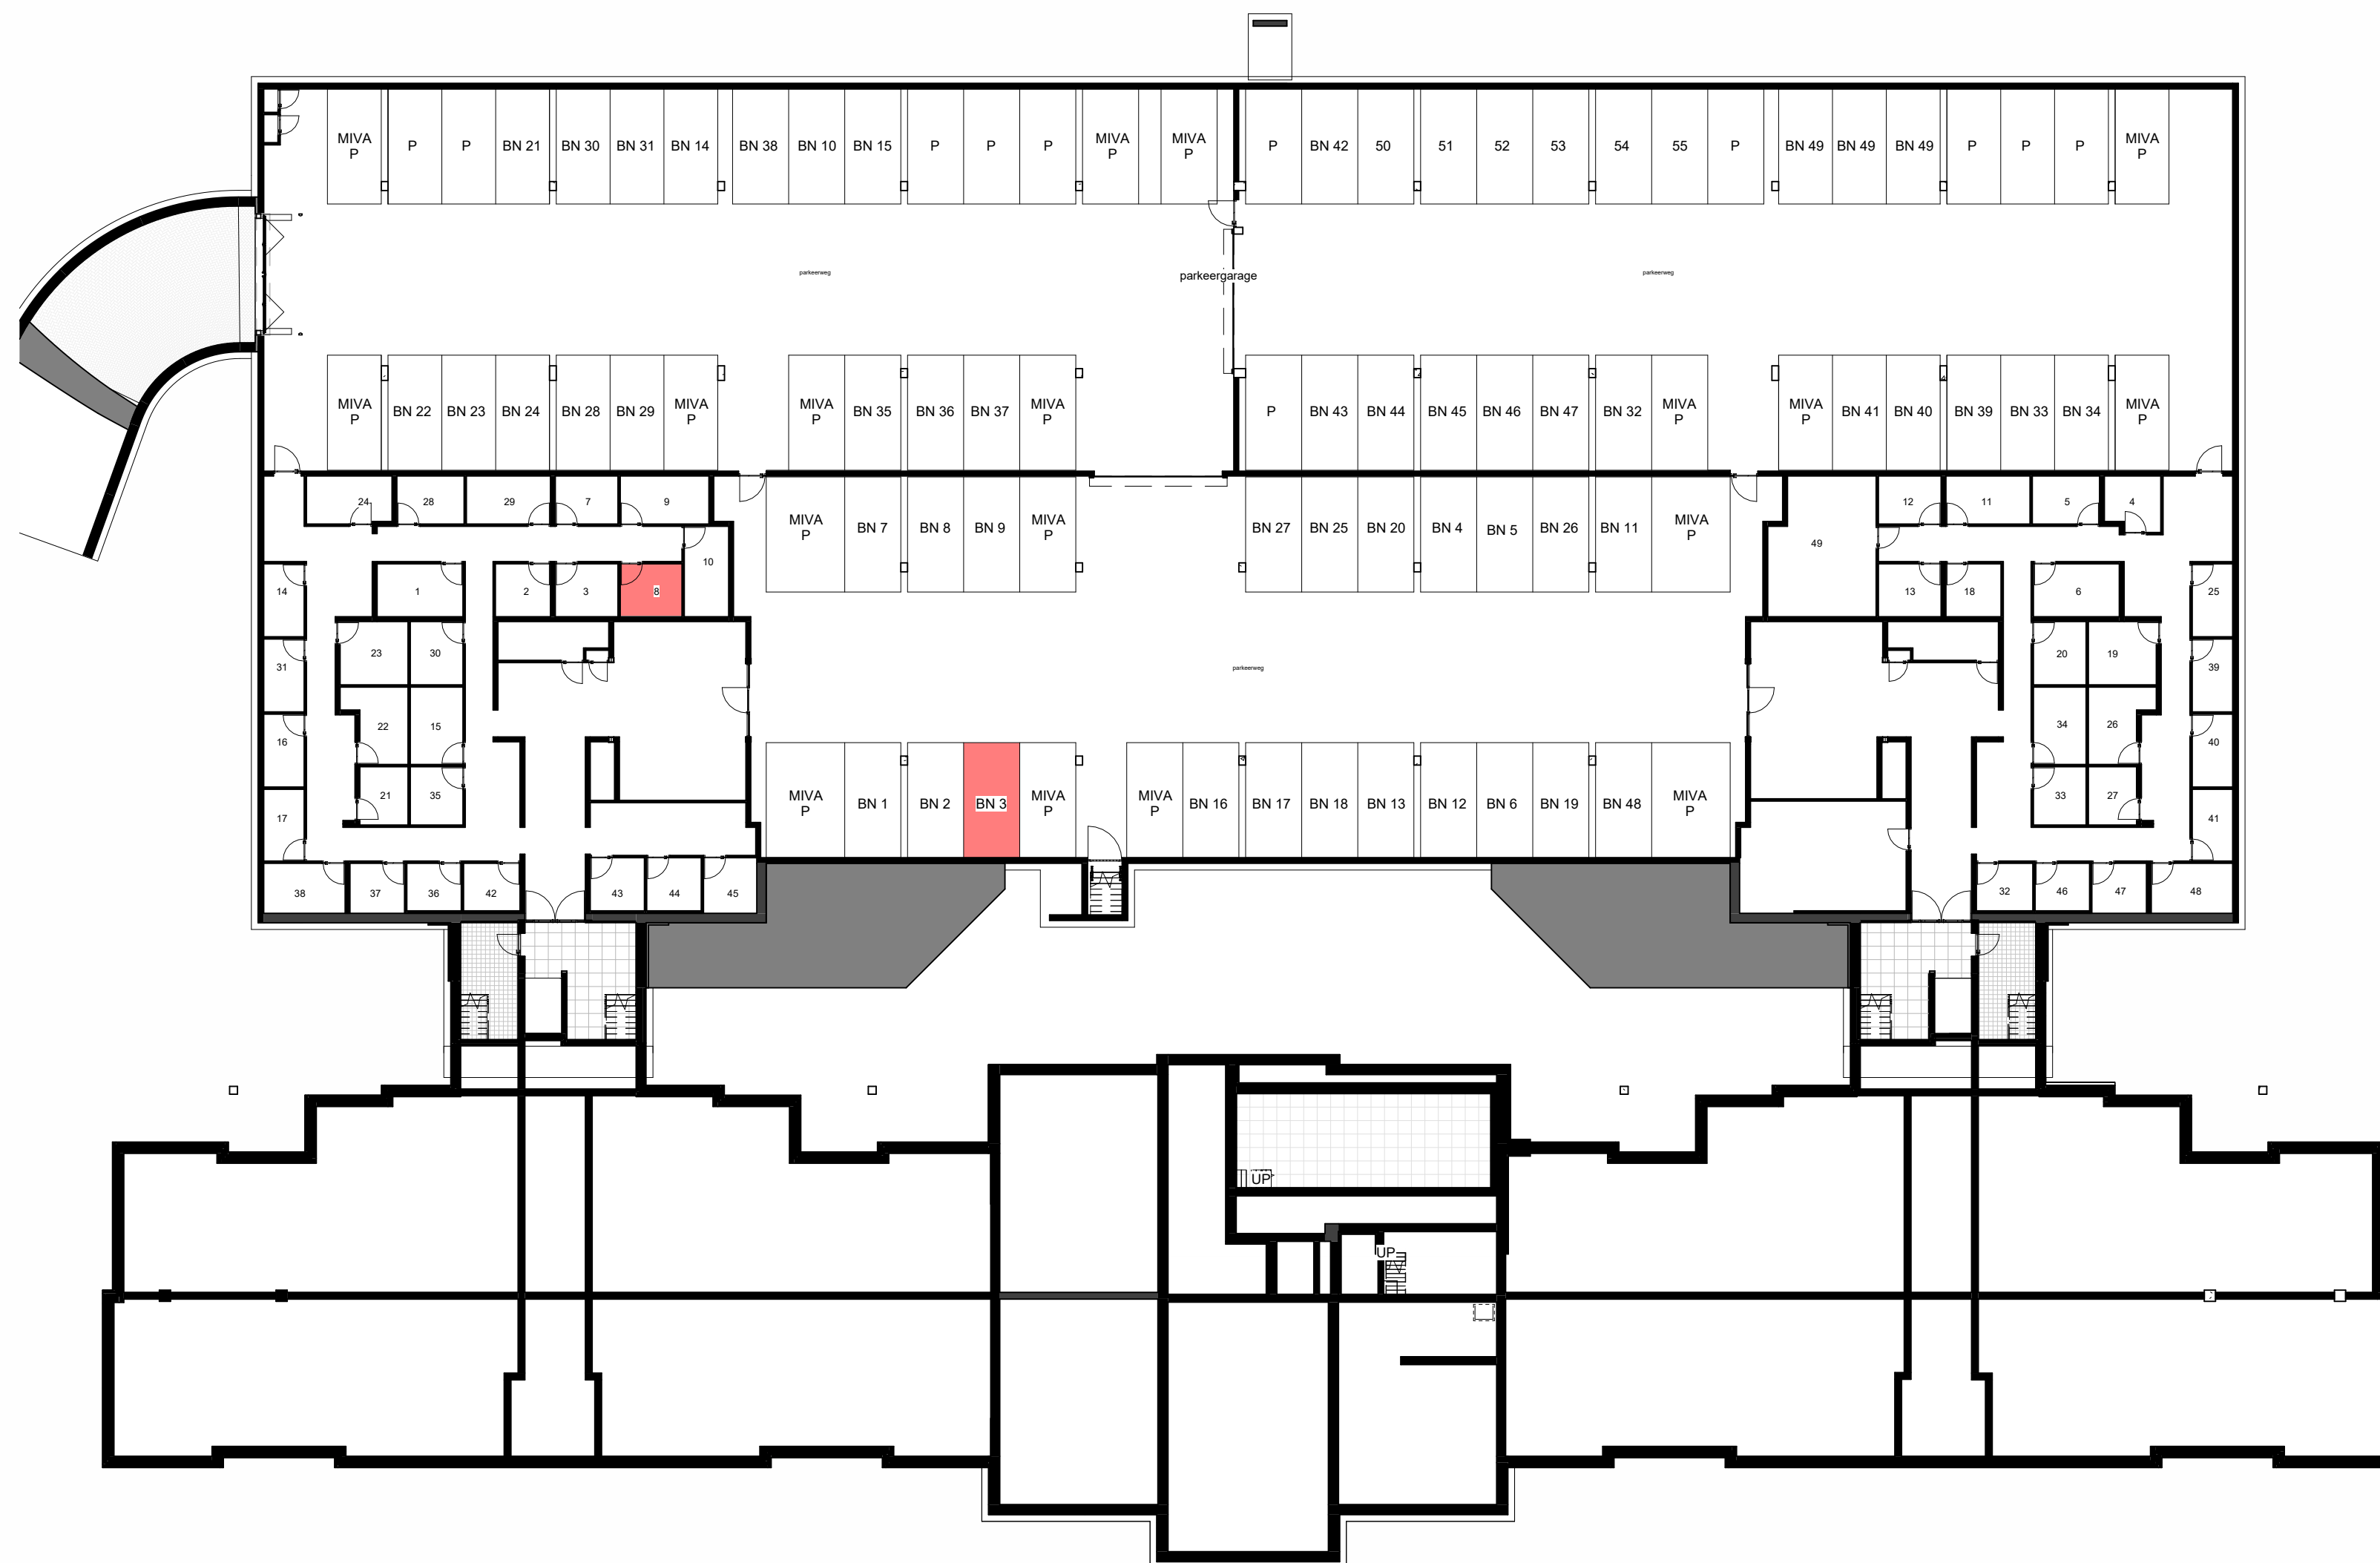 MIVA
P
P
P
BN 21
BN 30
BN 31
BN 14
BN 38
BN 10
BN 15
P
P
P
MIVA
P
MIVA
P
P
BN 42
50
51
52
53
54
55
P
BN 49
BN 49
BN 49
P
P
P
MIVA
P
parkeerweg
parkeergarage
parkeerweg
MIVA
P
BN 22
BN 23
BN 24
BN 28
BN 29
MIVA
P
MIVA
P
BN 35
BN 36
BN 37
MIVA
P
P
BN 43
BN 44
BN 45
BN 46
BN 47
BN 32
MIVA
P
MIVA
P
BN 41
BN 40
BN 39
BN 33
BN 34
MIVA
P
24
28
29
7
9
MIVA
P
BN 7
BN 8
BN 9
MIVA
P
BN 27
BN 25
BN 20
BN 4
BN 5
BN 26
BN 11
MIVA
P
12
11
5
4
49
10
14
1
2
3
8
13
18
6
25
23
30
20
19
31
39
parkeerweg
22
15
34
26
16
40
21
35
33
27
17
41
MIVA
P
BN 1
BN 2
BN 3
MIVA
P
MIVA
P
BN 16
BN 17
BN 18
BN 13
BN 12
BN 6
BN 19
BN 48
MIVA
P
38
37
36
42
43
44
45
32
46
47
48
UP
UP